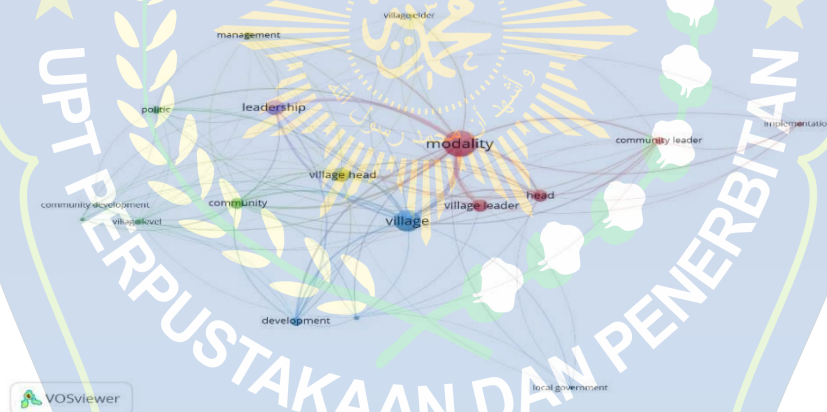 village elder
management
politic
leadership
modality
implementatio
community leader
village head
head
community
village leader
community development
village level
village
development
local government
VOSviewer
UPT PERPUSTAKAAN DAN PENERBITAN